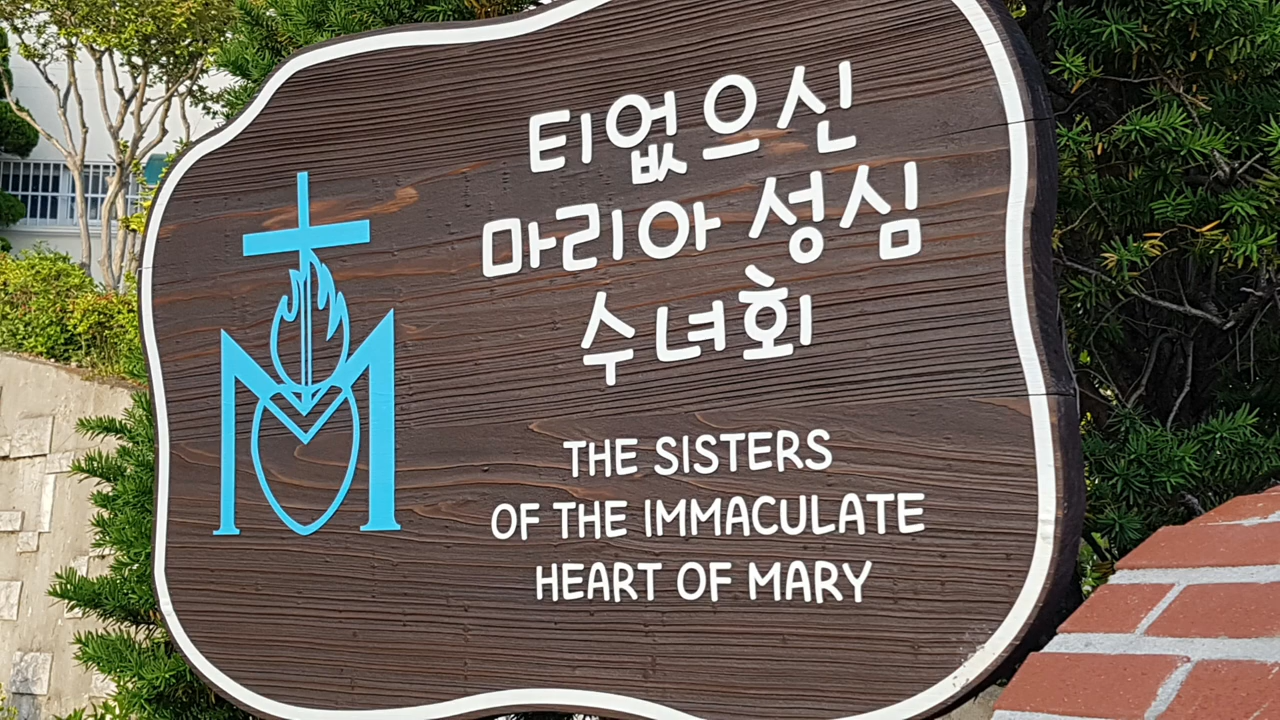 티없으신
마리아 성심
수녀회
THE SISTERS
OF THE IMMACULATE
HEART OF MARY